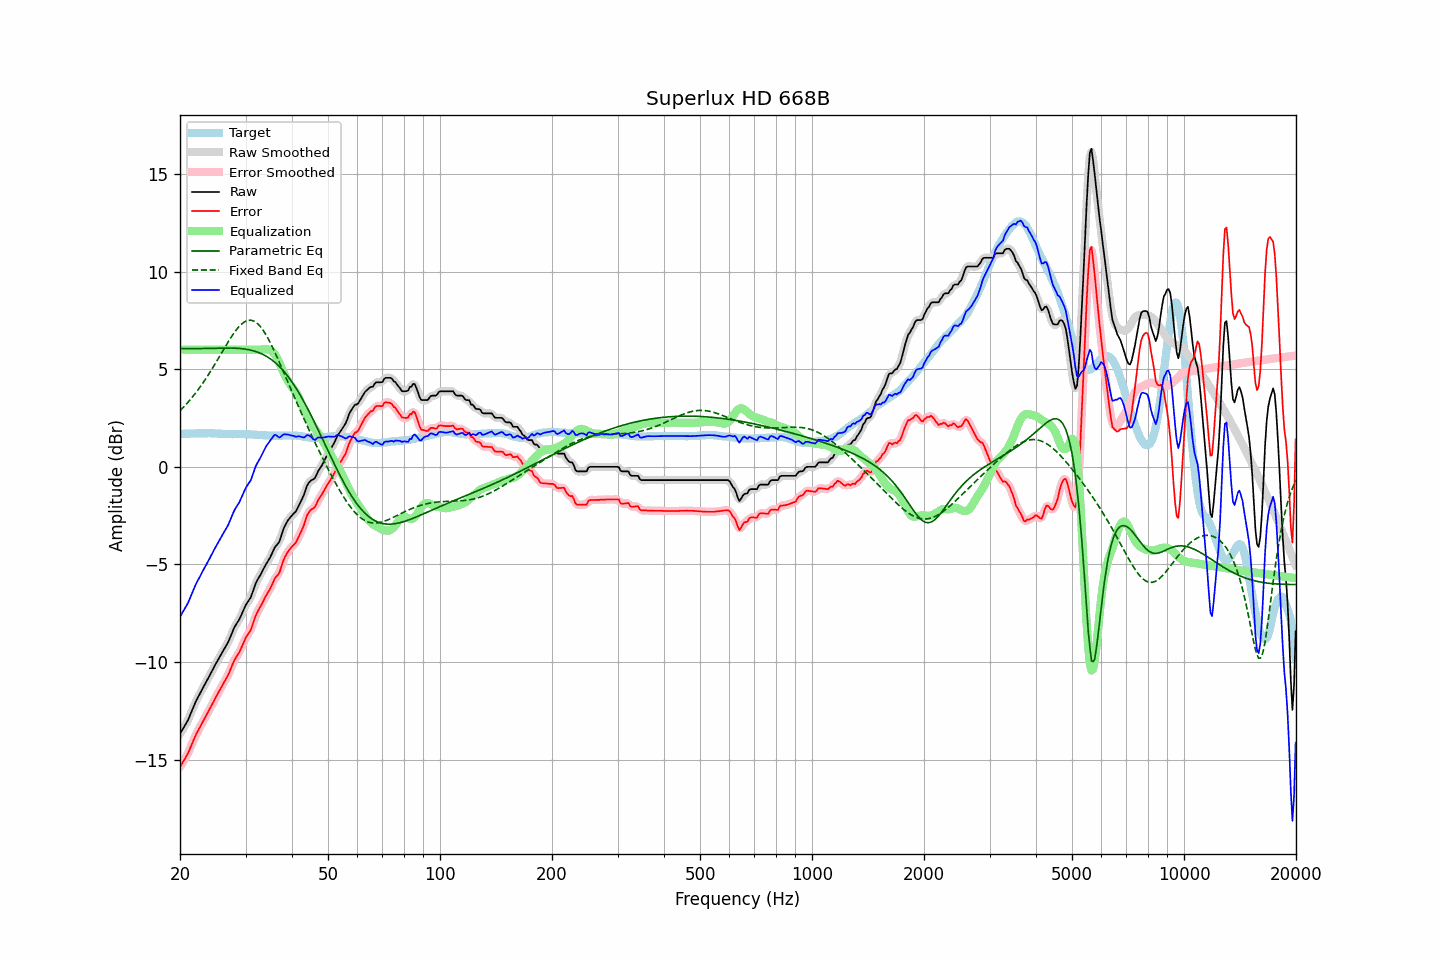 Superlux HD 668B
Target
Raw Smoothed
Error Smoothed
Raw
Error
Equalization
Parametric Eq
Fixed Band Eq
Equalized
Amplitude (dBr)
15
10
5
0
−5
−10
−15
20 50 100 200 500 1000 2000 5000 10000 20000
Frequency (Hz)